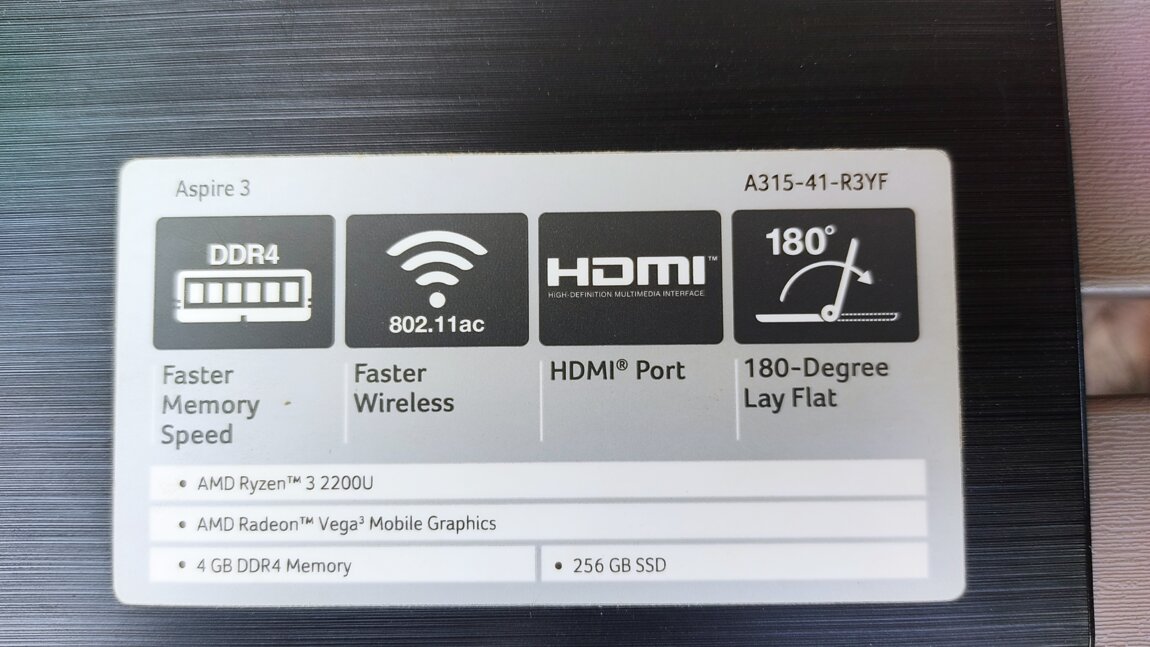 Aspire 3
A315-41-R3YF
DDR4
802.11ac
HDMI™
HIGH-DEFINITION MULTIMEDIA INTERFACE
180°
Faster
Memory
Speed
Faster
Wireless
HDMI® Port
180-Degree
Lay Flat
• AMD Ryzen™ 3 2200U
• AMD Radeon™ Vega³ Mobile Graphics
• 4 GB DDR4 Memory
• 256 GB SSD